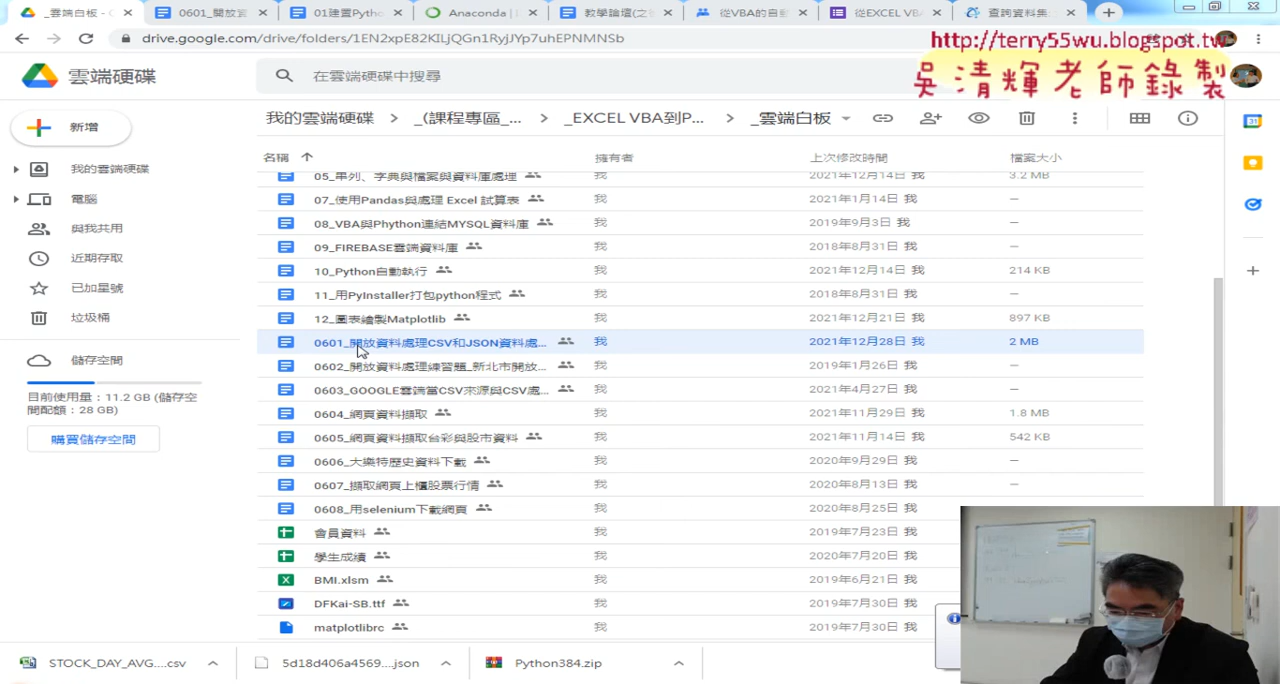 _雲端白板 - G
0601_開放資
01建置Pyth
Anaconda |
教學論壇(之
從VBA的自動
從EXCEL VB
查詢資料集
drive.google.com/drive/folders/1EN2xpE82KILjQGn1RyjJYp7uhEPNMNSb
http://terry55wu.blogspot.tw
吳清輝老師錄製
雲端硬碟
在雲端硬碟中搜尋
新增
我的雲端硬碟 > _(課程專區_... > _EXCEL VBA到P... > _雲端白板
名稱 擁有者 上次修改時間 檔案大小
我的雲端硬碟
電腦
與我共用
近期存取
已加星號
垃圾桶
儲存空間
目前使用量：11.2 GB (儲存空
間配額：28 GB)
購買儲存空間
05_串列、字典與檔案與資料庫處理 我 2021年12月14日 我 3.2 MB
07_使用Pandas與處理 Excel 試算表 我 2021年1月14日 我 —
08_VBA與Phython連結MYSQL資料庫 我 2019年9月3日 我 —
09_FIREBASE雲端資料庫 我 2018年8月31日 我 —
10_Python自動執行 我 2021年12月14日 我 214 KB
11_用PyInstaller打包python程式 我 2018年8月31日 我 —
12_圖表繪製Matplotlib 我 2021年12月21日 我 897 KB
0601_開放資料處理CSV和JSON資料處... 我 2021年12月28日 我 2 MB
0602_開放資料處理練習題_新北市開放... 我 2019年1月26日 我 —
0603_GOOGLE雲端當CSV來源與CSV處... 我 2021年4月27日 我 —
0604_網頁資料擷取 我 2021年11月29日 我 1.8 MB
0605_網頁資料擷取台彩與股市資料 我 2021年11月14日 我 542 KB
0606_大樂特歷史資料下載 我 2020年9月29日 我 —
0607_擷取網頁上櫃股票行情 我 2020年8月13日 我 —
0608_用selenium下載網頁 我 2020年8月25日 我
會員資料 我 2019年7月23日 我
學生成績 我 2020年7月20日 我
BMI.xlsm 我 2019年6月21日 我
DFKai-SB.ttf 我 2019年7月30日 我
matplotlibrc 我 2019年7月30日 我
STOCK_DAY_AVG....csv
5d18d406a4569....json
Python384.zip